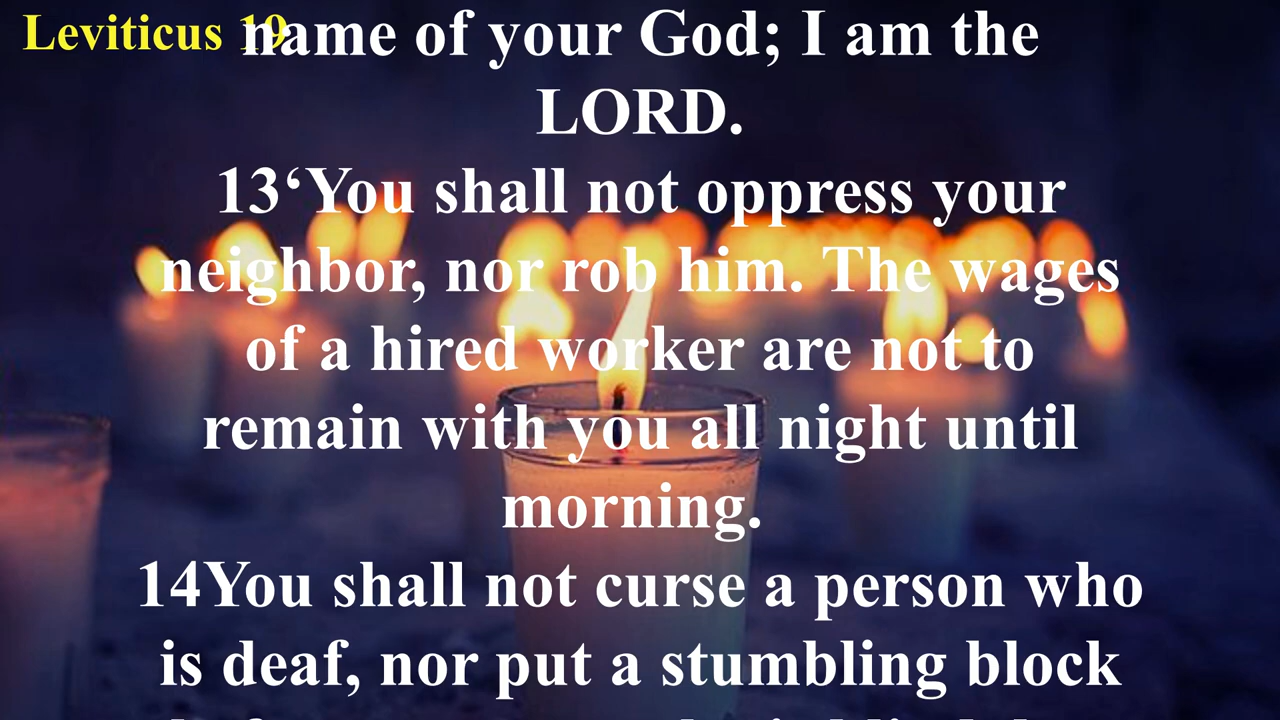 Leviticus 19
name of your God; I am the
LORD.
13‘You shall not oppress your
neighbor, nor rob him. The wages
of a hired worker are not to
remain with you all night until
morning.
14You shall not curse a person who
is deaf, nor put a stumbling block